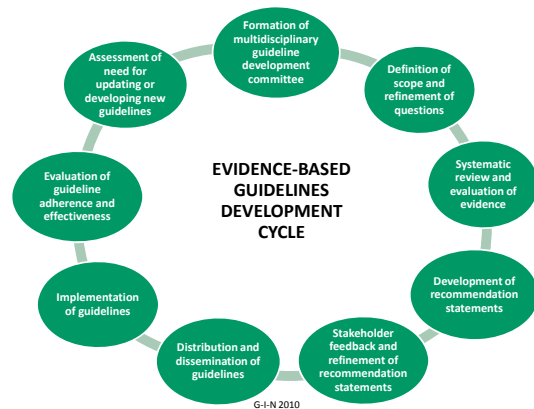 Formation of
multidisciplinary
guideline
development
committee
Definition of
scope and
refinement of
questions
Systematic
review and
evaluation of
evidence
Development of
recommendation
statements
Stakeholder
feedback and
refinement of
recommendation
statements
Distribution and
dissemination of
guidelines
Implementation
of guidelines
Evaluation of
guideline
adherence and
effectiveness
Assessment of
need for
updating or
developing new
guidelines
EVIDENCE-BASED
GUIDELINES
DEVELOPMENT
CYCLE
G-I-N 2010